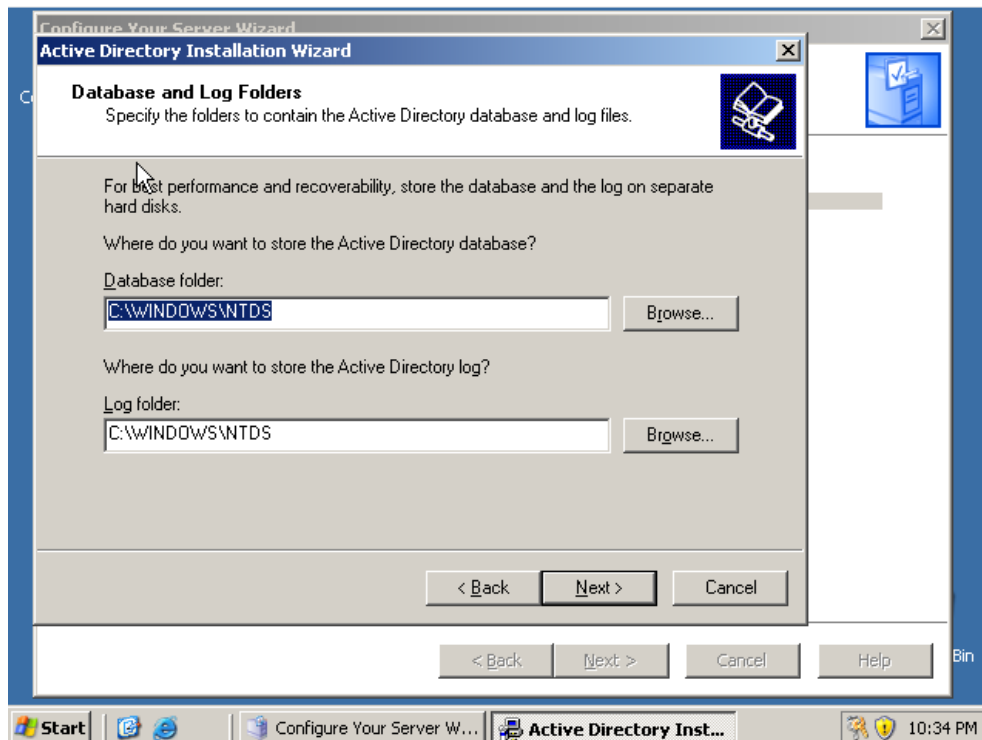 Configure Your Server Wizard
Active Directory Installation Wizard
Database and Log Folders
Specify the folders to contain the Active Directory database and log files.
For best performance and recoverability, store the database and the log on separate
hard disks.
Where do you want to store the Active Directory database?
Database folder:
C:\WINDOWS\NTDS
Browse...
Where do you want to store the Active Directory log?
Log folder:
C:\WINDOWS\NTDS
Browse...
< Back
Next >
Cancel
< Back
Next >
Cancel
Help
Bin
Start
Configure Your Server W...
Active Directory Inst...
10:34 PM